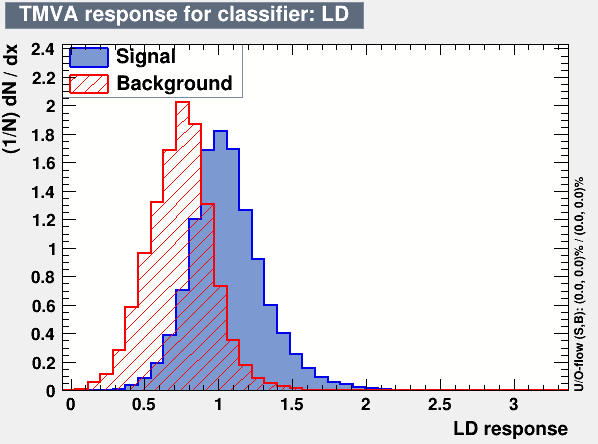 TMVA response for classifier: LD
(1/N) dN / dx
Signal
Background
2.4
2.2
2
1.8
1.6
1.4
1.2
1
0.8
0.6
0.4
0.2
0
0 0.5 1 1.5 2 2.5 3
LD response
U/O-flow (S,B): (0.0, 0.0)% / (0.0, 0.0)%